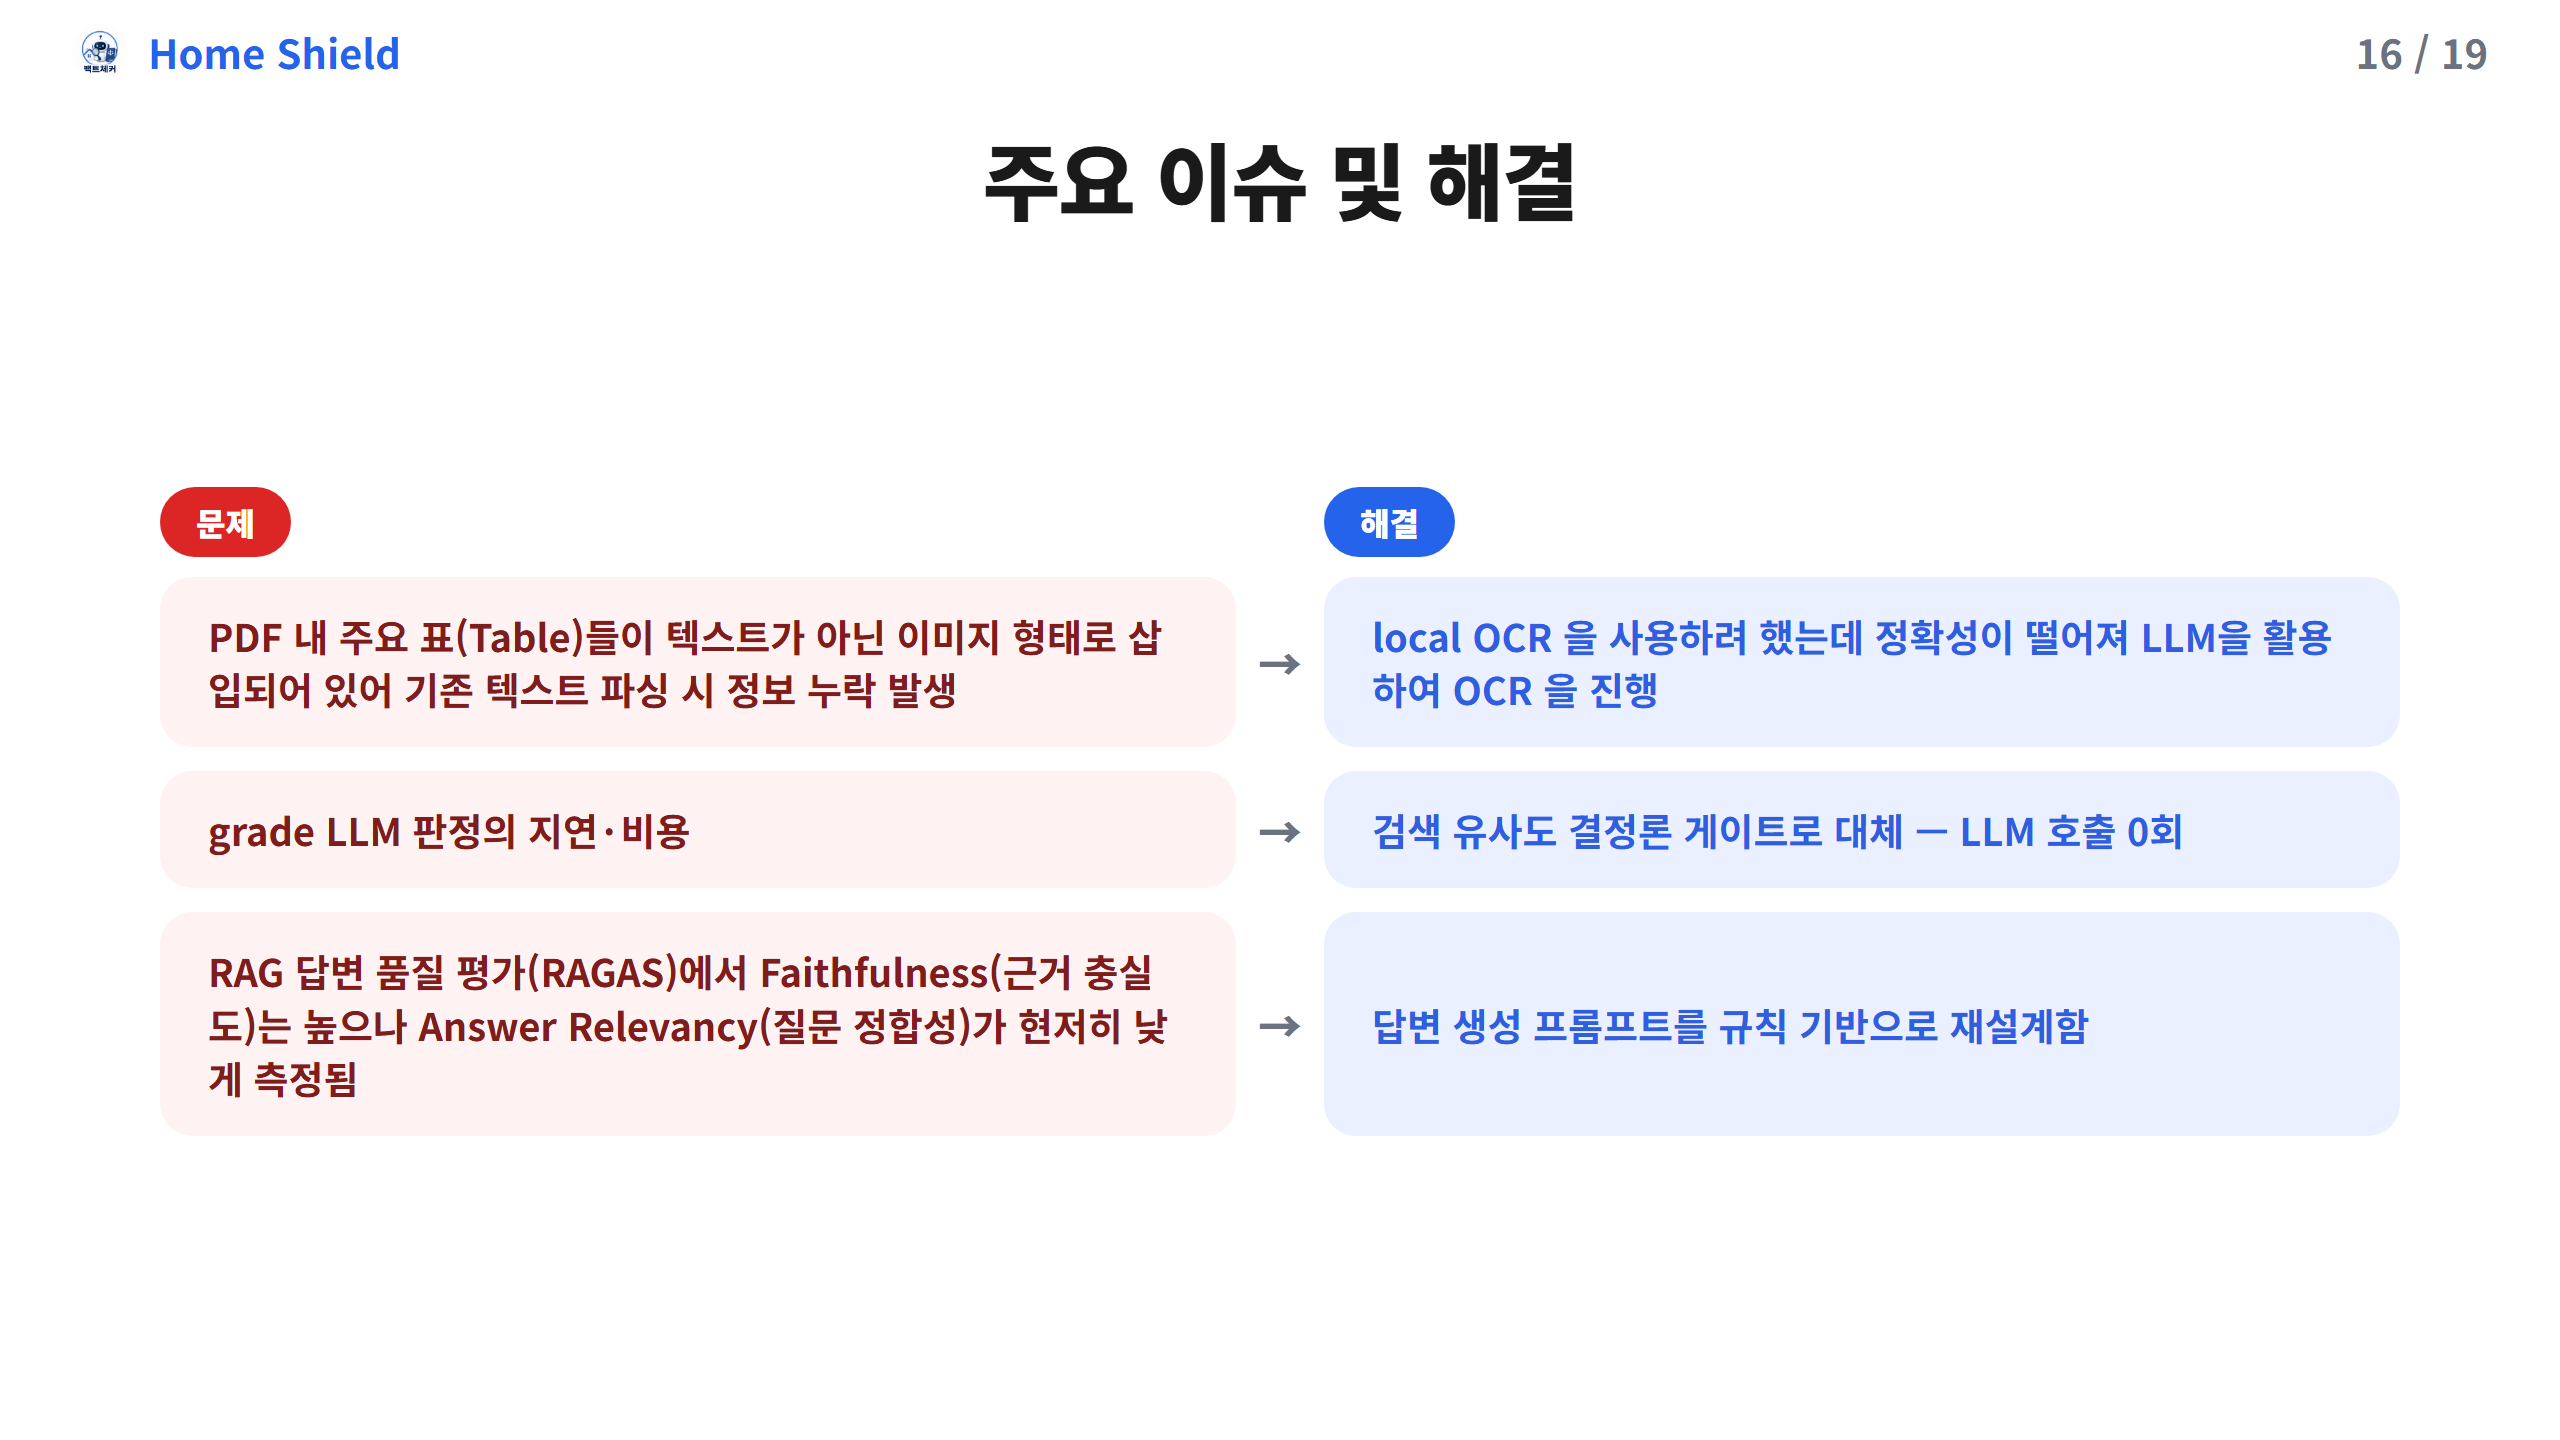 팩트체커
Home Shield
16 / 19
주요 이슈 및 해결
문제
해결
PDF 내 주요 표(Table)들이 텍스트가 아닌 이미지 형태로 삽
입되어 있어 기존 텍스트 파싱 시 정보 누락 발생
→
local OCR 을 사용하려 했는데 정확성이 떨어져 LLM을 활용
하여 OCR 을 진행
grade LLM 판정의 지연·비용
→
검색 유사도 결정론 게이트로 대체 — LLM 호출 0회
RAG 답변 품질 평가(RAGAS)에서 Faithfulness(근거 충실
도)는 높으나 Answer Relevancy(질문 정합성)가 현저히 낮
게 측정됨
→
답변 생성 프롬프트를 규칙 기반으로 재설계함